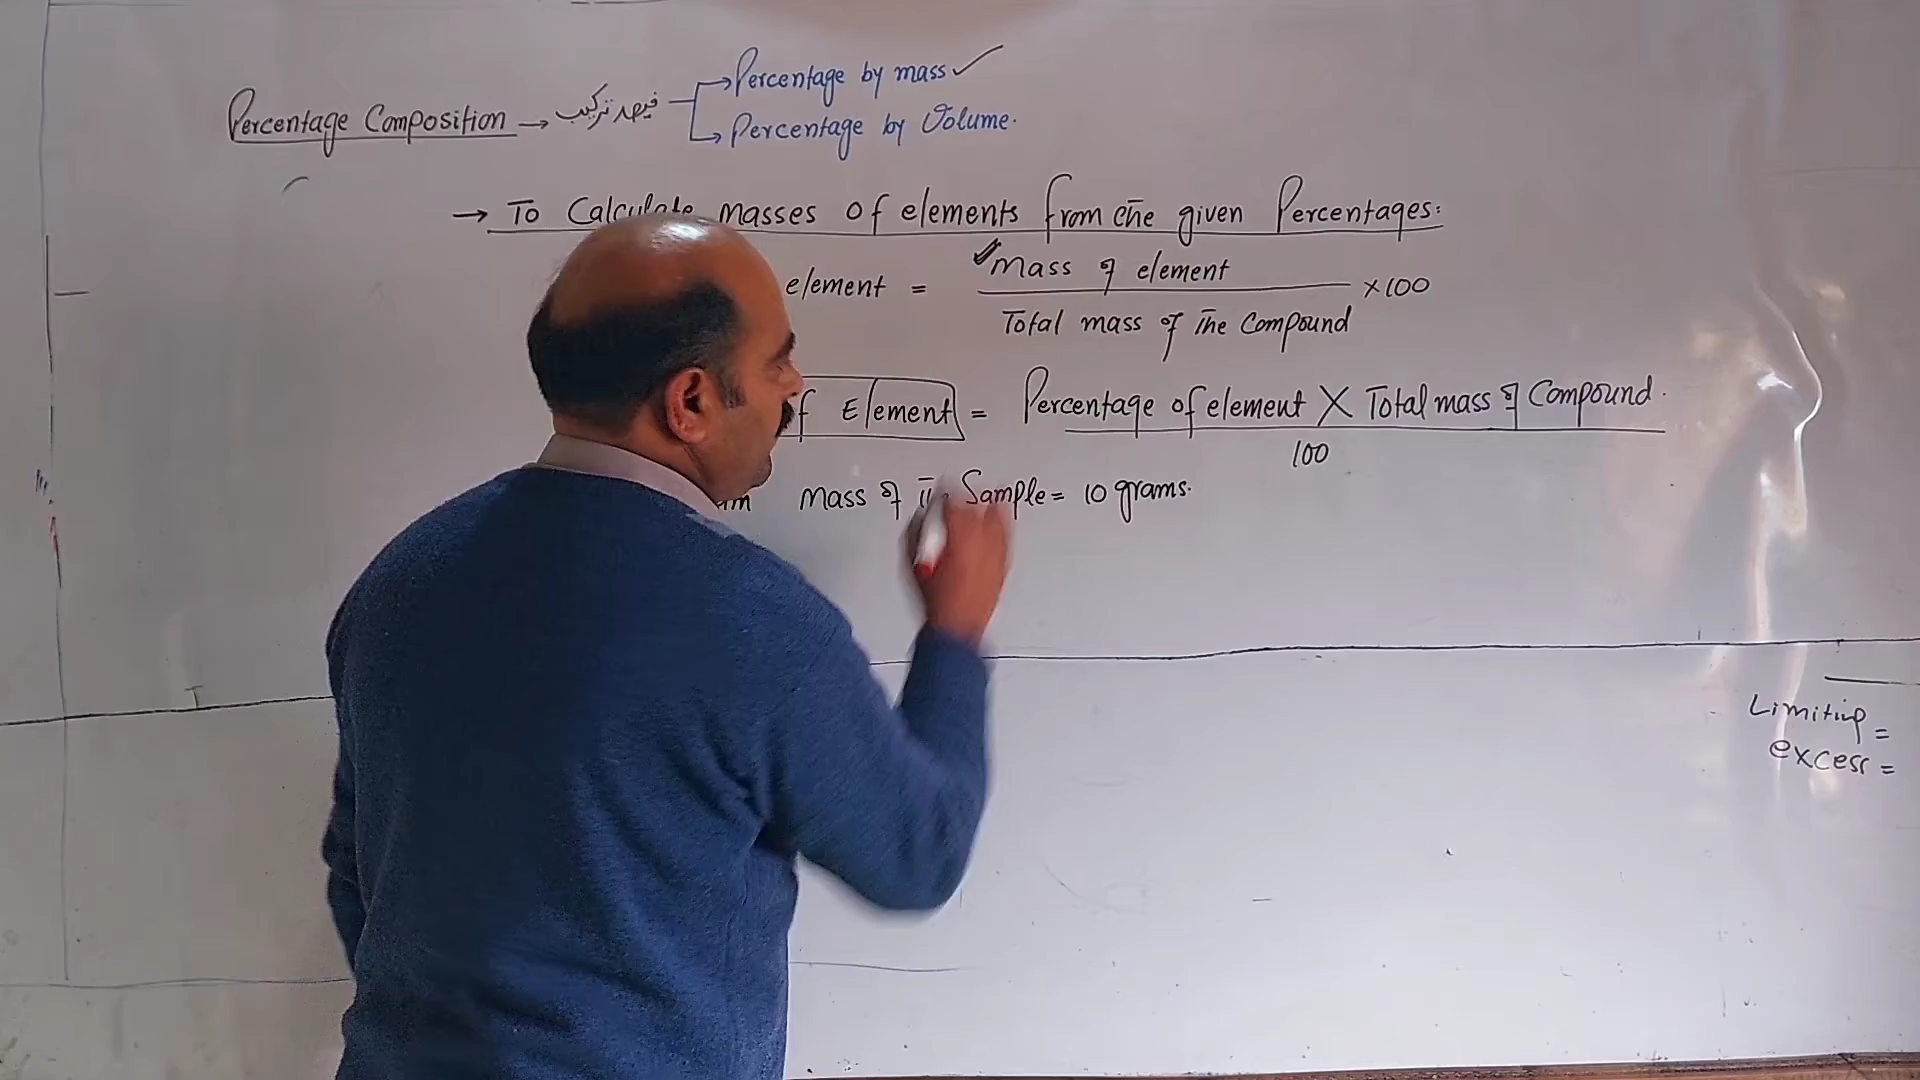 Percentage Composition → فیصد ترکیب → Percentage by mass ✓
→ Percentage by Volume.
→ To Calculate masses of elements from the given Percentages:
element = Mass of element / Total mass of the Compound × 100
of Element = Percentage of element X Total mass of Compound.
100
mass of the Sample = 10 grams.
Limiting =
excess =